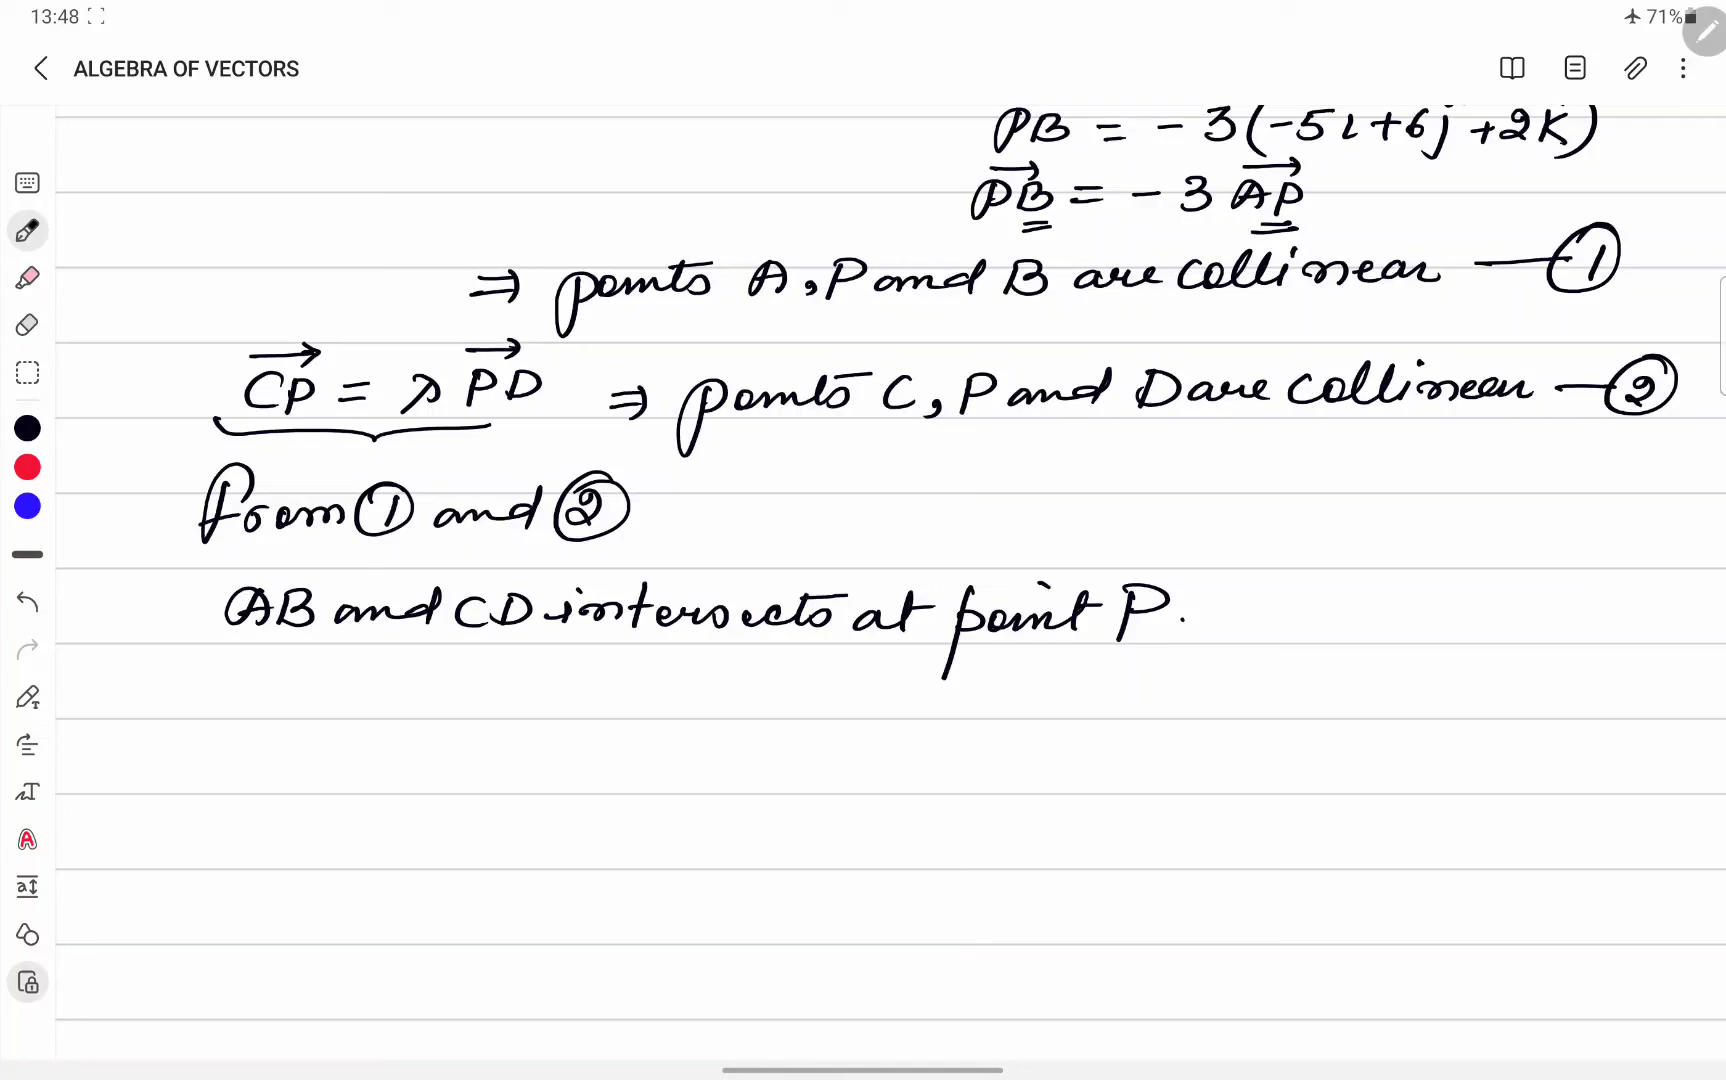 13:48 71%
ALGEBRA OF VECTORS
PB = - 3(-5i+6j+2k)
PB = - 3 AP
⇒ points A, P and B are collinear — ①
CP = λ PD ⇒ points C, P and D are collinear — ②
from ① and ②
AB and CD intersects at point P.